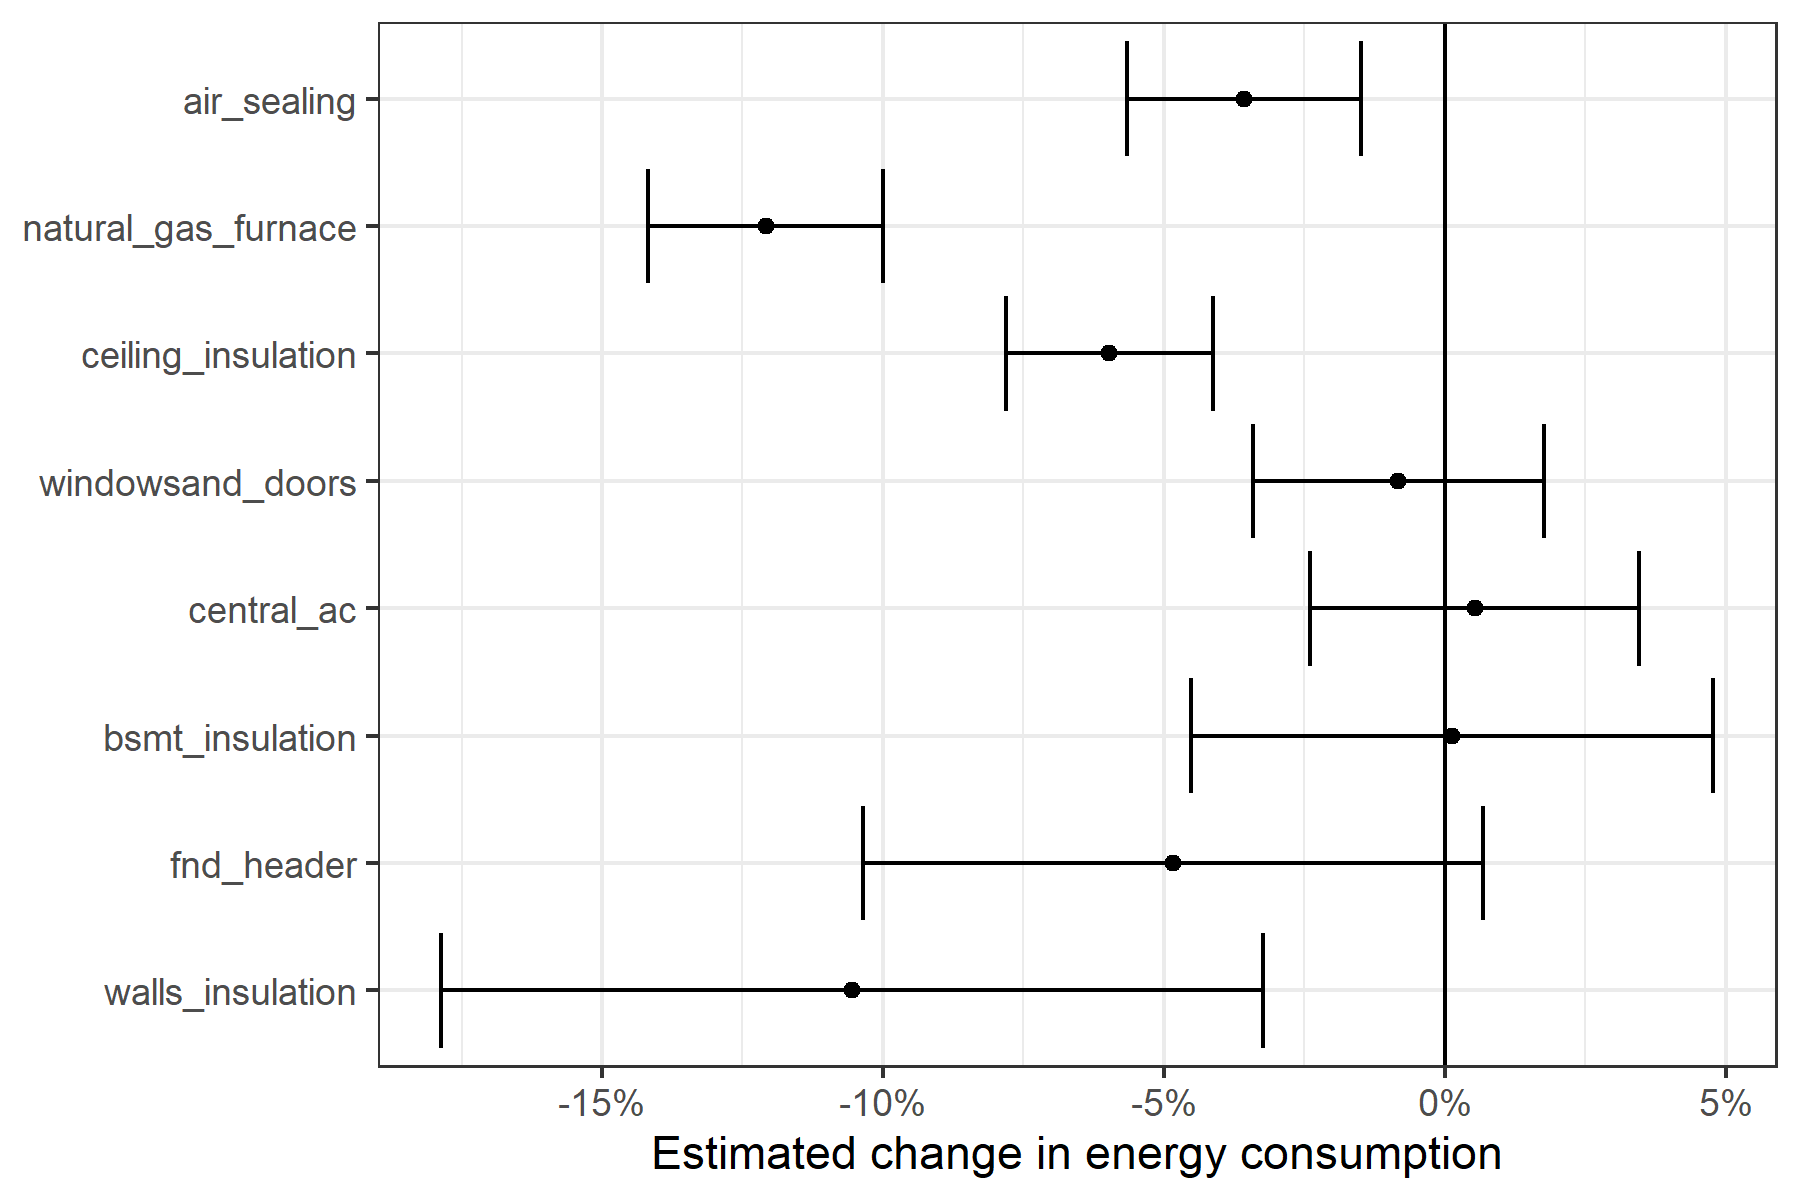 air_sealing
natural_gas_furnace
ceiling_insulation
windowsand_doors
central_ac
bsmt_insulation
fnd_header
walls_insulation
-15% -10% -5% 0% 5%
Estimated change in energy consumption